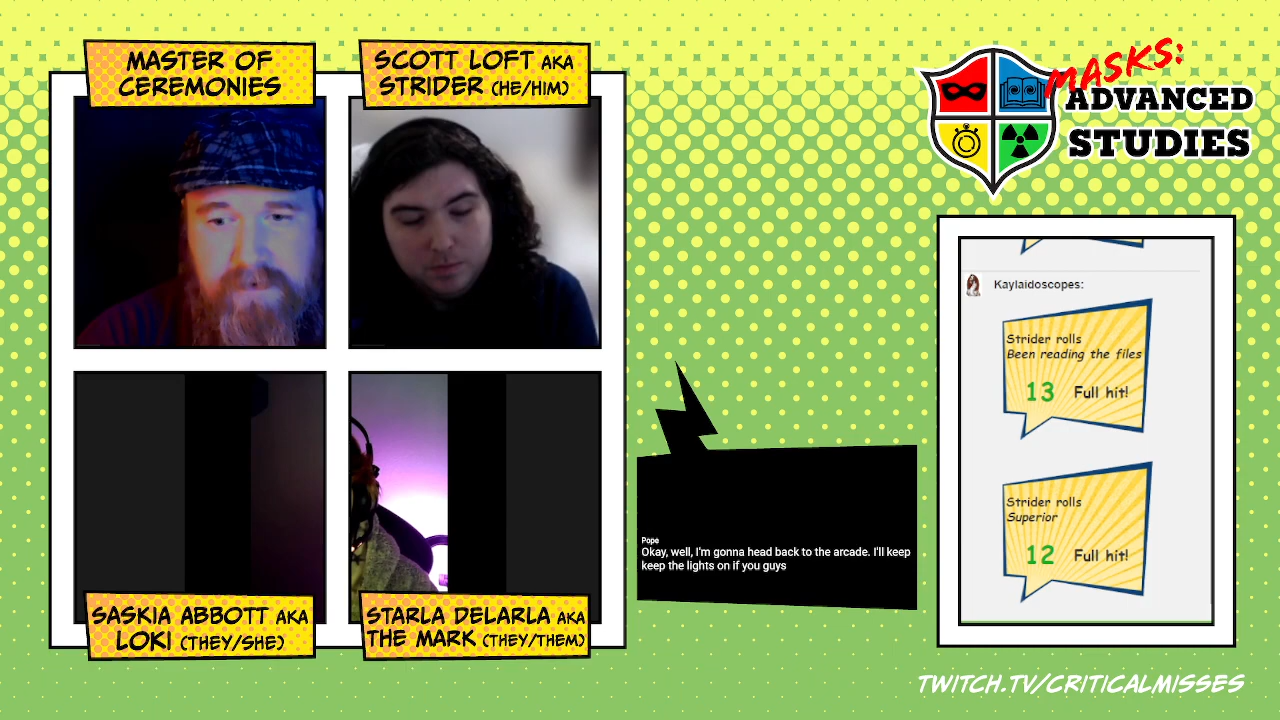 MASTER OF
CEREMONIES
SCOTT LOFT AKA
STRIDER (HE/HIM)
MASKS:
ADVANCED
STUDIES
Kaylaidoscopes:
Strider rolls
Been reading the files
13 Full hit!
Strider rolls
Superior
12 Full hit!
Pope
Okay, well, I'm gonna head back to the arcade. I'll keep
keep the lights on if you guys
SASKIA ABBOTT AKA
LOKI (THEY/SHE)
STARLA DELARLA AKA
THE MARK (THEY/THEM)
TWITCH.TV/CRITICALMISSES